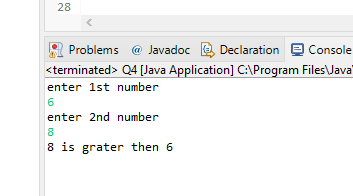 28
Problems @ Javadoc Declaration Console
<terminated> Q4 [Java Application] C:\Program Files\Java
enter 1st number
6
enter 2nd number
8
8 is grater then 6